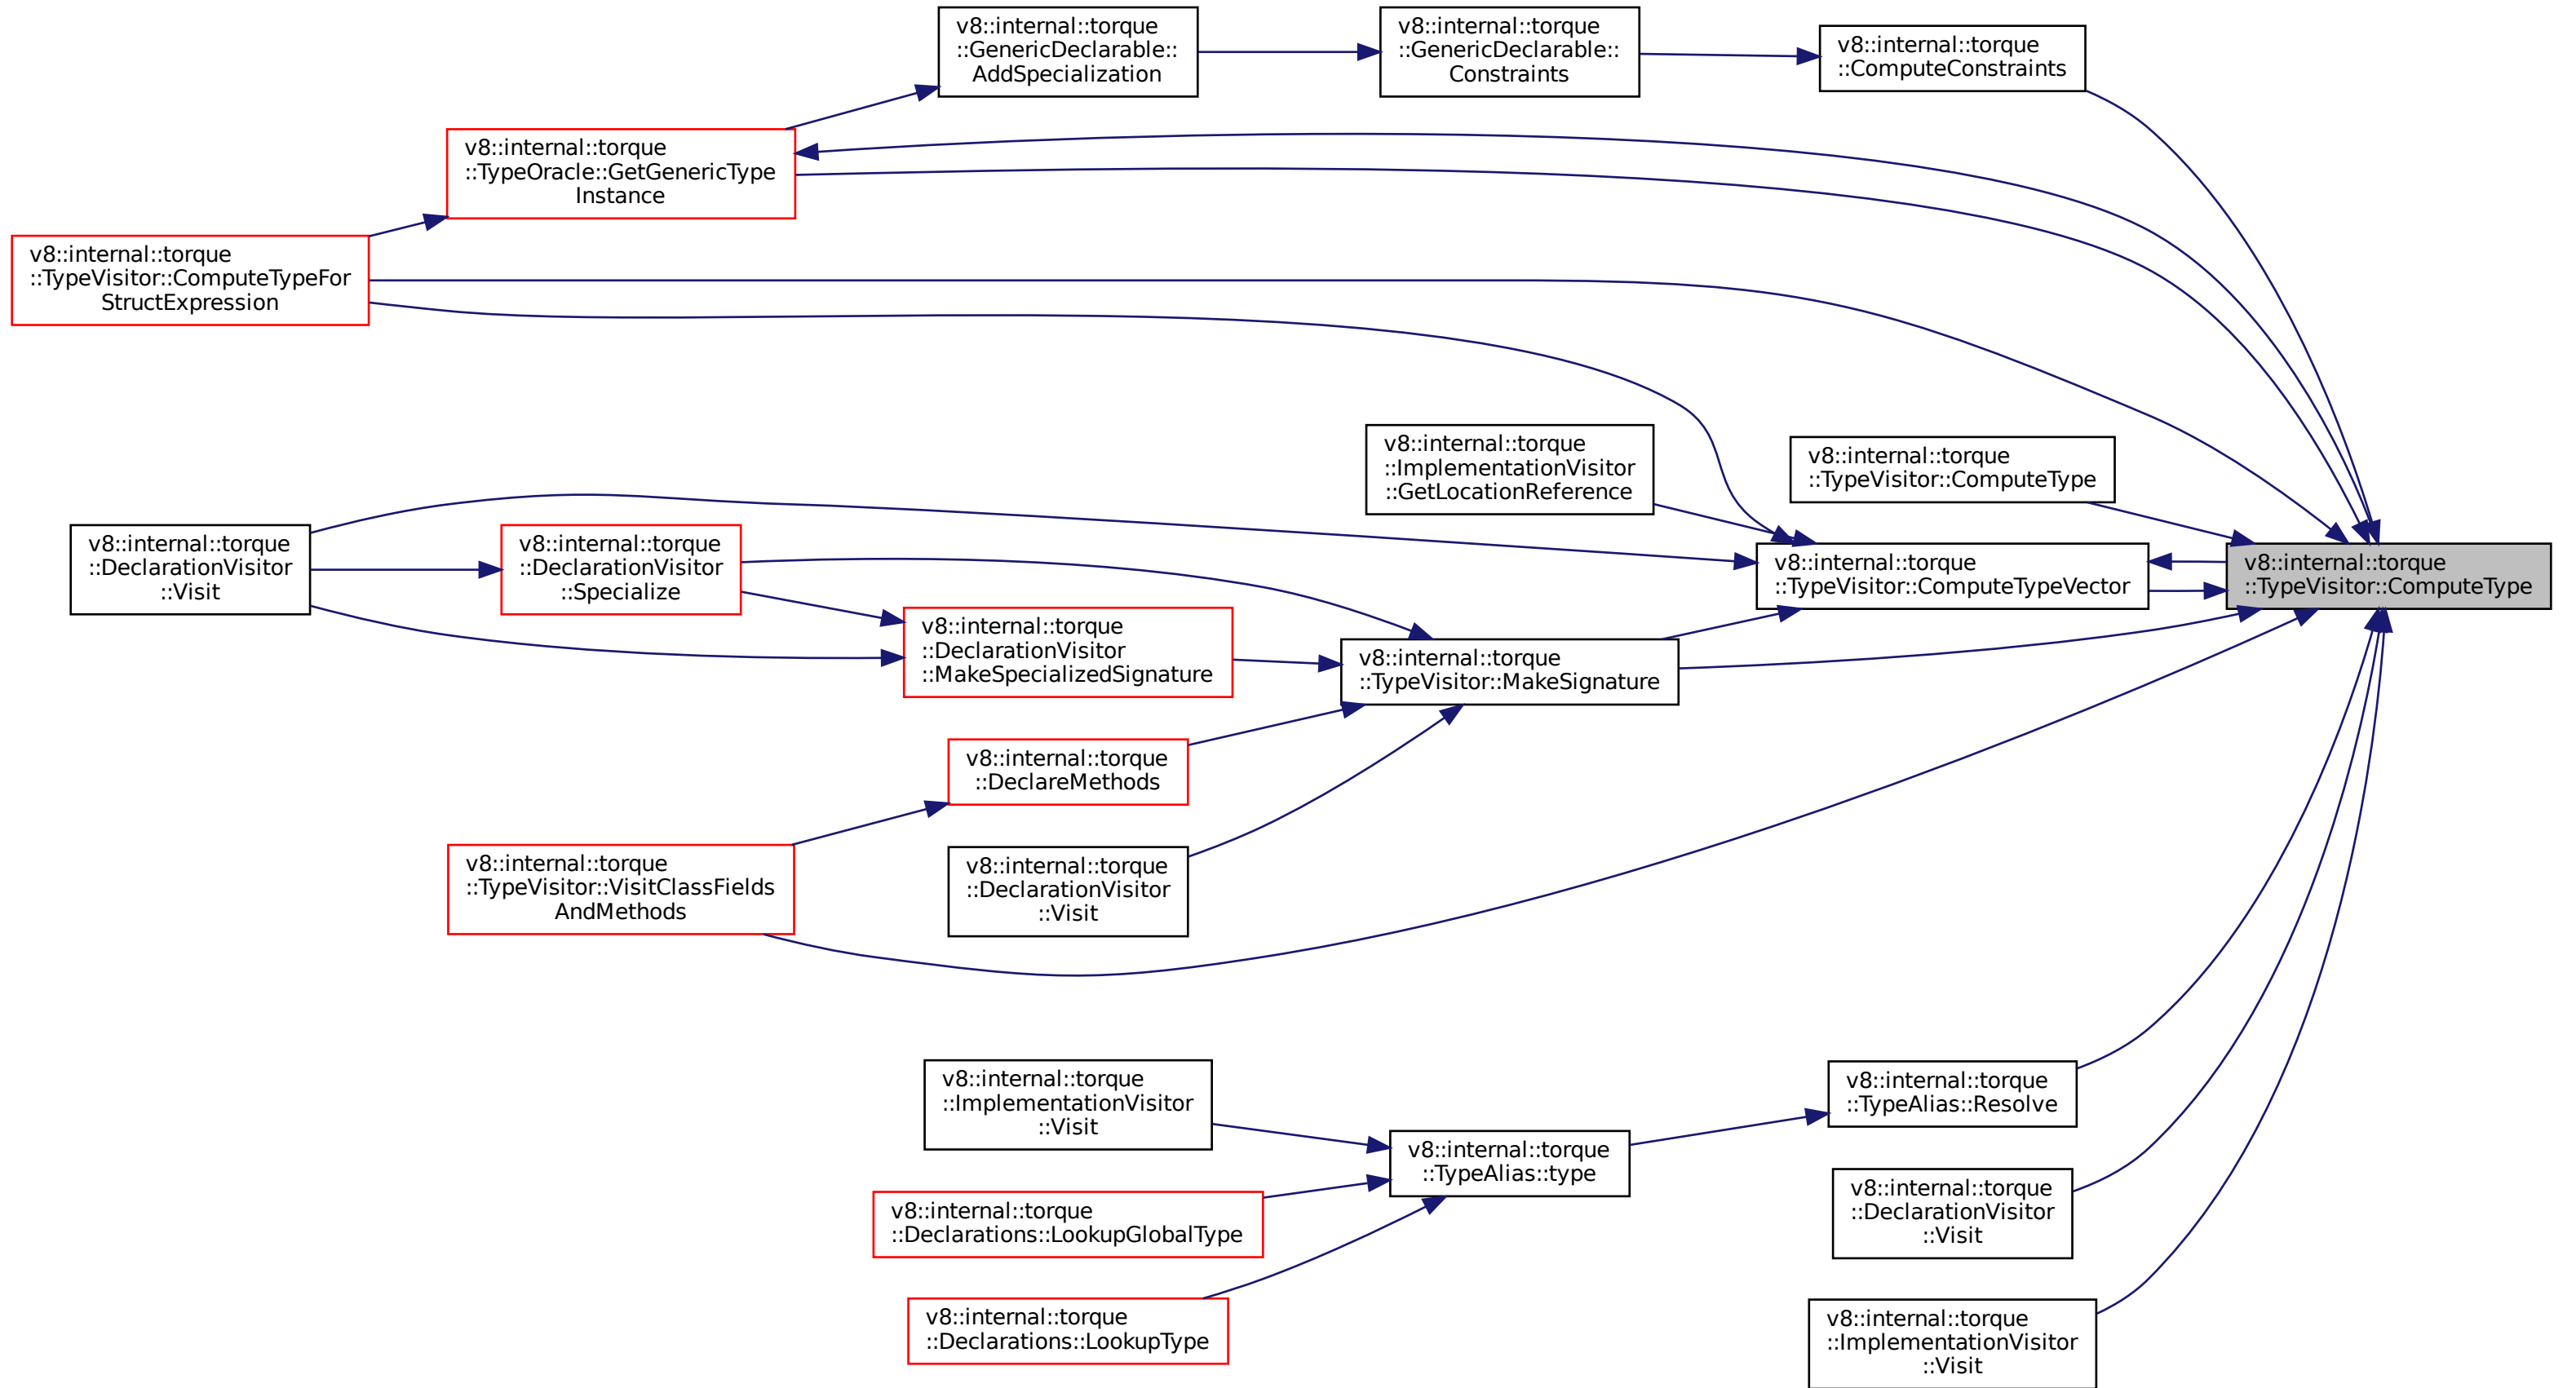 v8::internal::torque
::GenericDeclarable::
AddSpecialization
v8::internal::torque
::GenericDeclarable::
Constraints
v8::internal::torque
::ComputeConstraints
v8::internal::torque
::TypeOracle::GetGenericType
Instance
v8::internal::torque
::TypeVisitor::ComputeTypeFor
StructExpression
v8::internal::torque
::ImplementationVisitor
::GetLocationReference
v8::internal::torque
::TypeVisitor::ComputeType
v8::internal::torque
::DeclarationVisitor
::Visit
v8::internal::torque
::DeclarationVisitor
::Specialize
v8::internal::torque
::TypeVisitor::ComputeTypeVector
v8::internal::torque
::TypeVisitor::ComputeType
v8::internal::torque
::DeclarationVisitor
::MakeSpecializedSignature
v8::internal::torque
::TypeVisitor::MakeSignature
v8::internal::torque
::DeclareMethods
v8::internal::torque
::TypeVisitor::VisitClassFields
AndMethods
v8::internal::torque
::DeclarationVisitor
::Visit
v8::internal::torque
::ImplementationVisitor
::Visit
v8::internal::torque
::TypeAlias::Resolve
v8::internal::torque
::TypeAlias::type
v8::internal::torque
::Declarations::LookupGlobalType
v8::internal::torque
::DeclarationVisitor
::Visit
v8::internal::torque
::Declarations::LookupType
v8::internal::torque
::ImplementationVisitor
::Visit